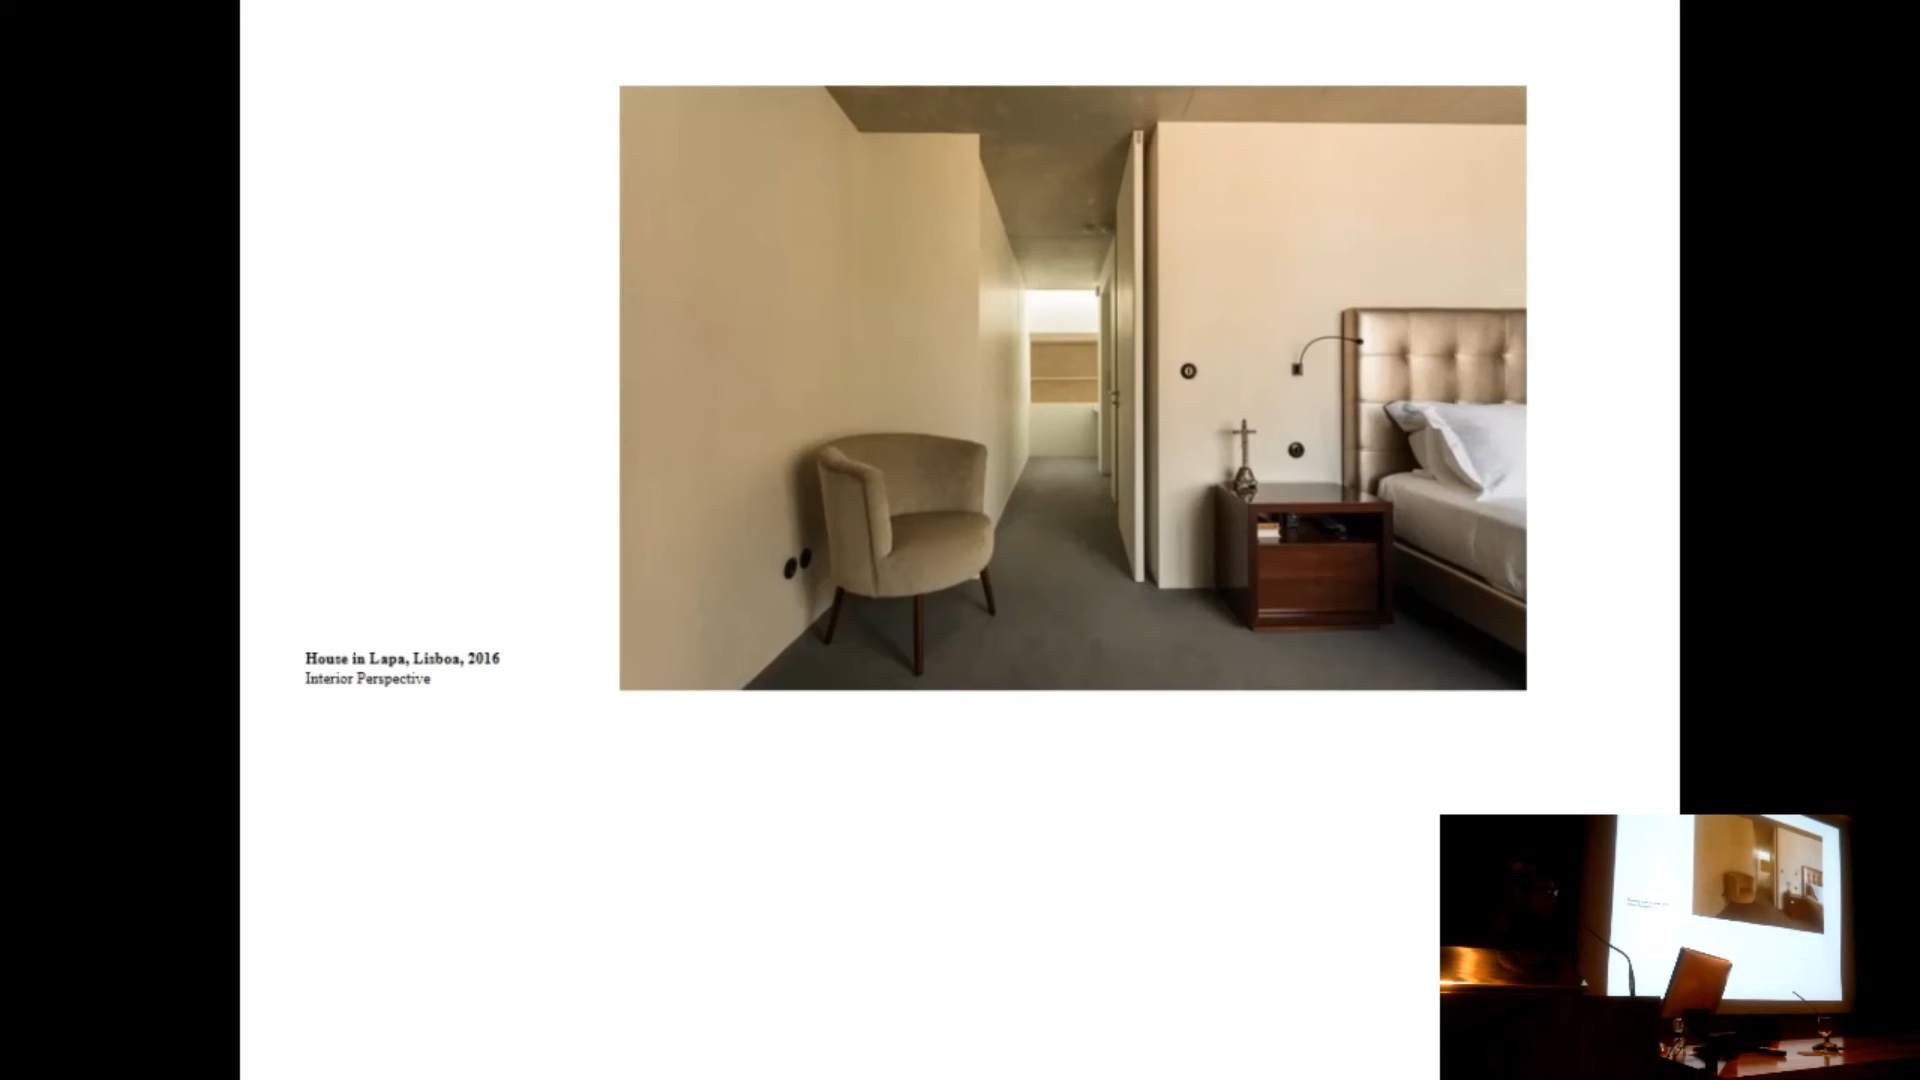 House in Lapa, Lisboa, 2016
Interior Perspective